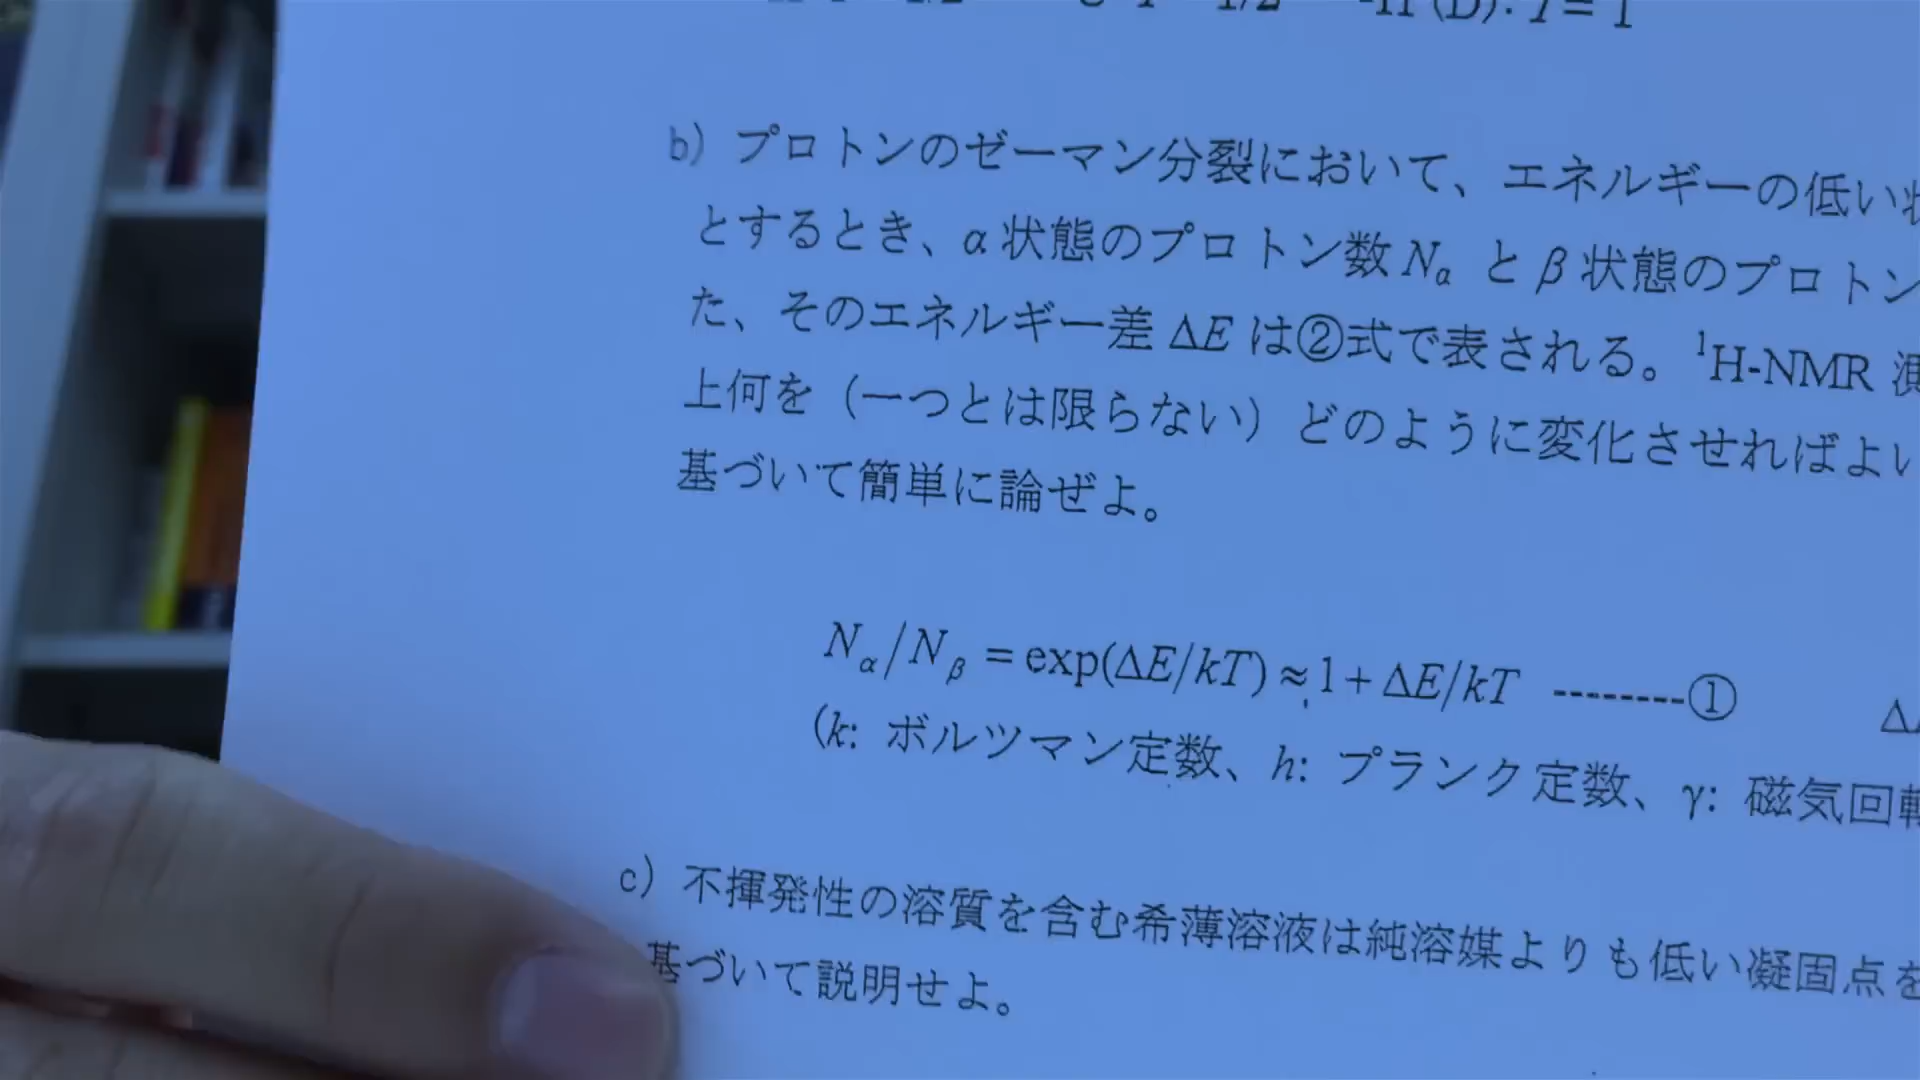 ²H (D): I = 1
b) プロトンのゼーマン分裂において、エネルギーの低い
とするとき、α 状態のプロトン数 Nα と β 状態のプロトン
た、そのエネルギー差 ΔE は②式で表される。¹H-NMR
上何を（一つとは限らない）どのように変化させればよい
基づいて簡単に論ぜよ。
Nα/Nβ = exp(ΔE/kT) ≈ 1 + ΔE/kT --------① Δ
(k: ボルツマン定数、h: プランク定数、γ: 磁気回転
c) 不揮発性の溶質を含む希薄溶液は純溶媒よりも低い凝固点を
基づいて説明せよ。